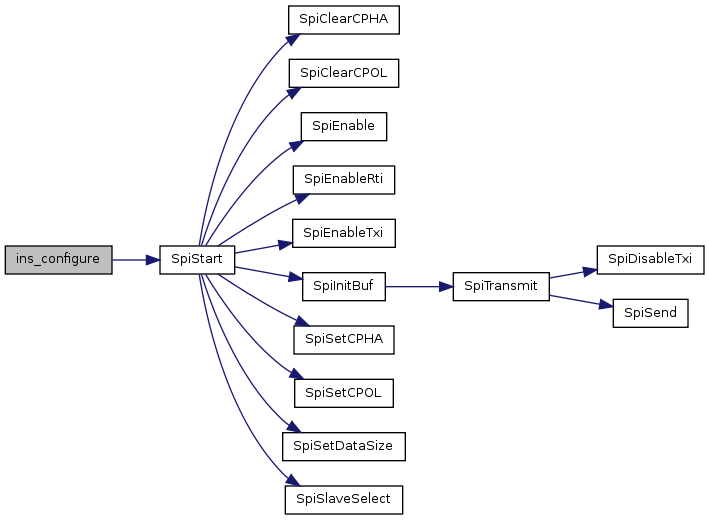 ins_configure
SpiStart
SpiClearCPHA
SpiClearCPOL
SpiEnable
SpiEnableRti
SpiEnableTxi
SpiInitBuf
SpiSetCPHA
SpiSetCPOL
SpiSetDataSize
SpiSlaveSelect
SpiTransmit
SpiDisableTxi
SpiSend